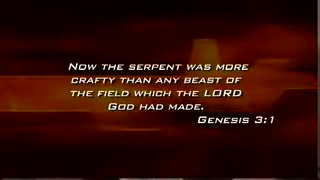 Now the serpent was more
crafty than any beast of
the field which the LORD
God had made.
Genesis 3:1